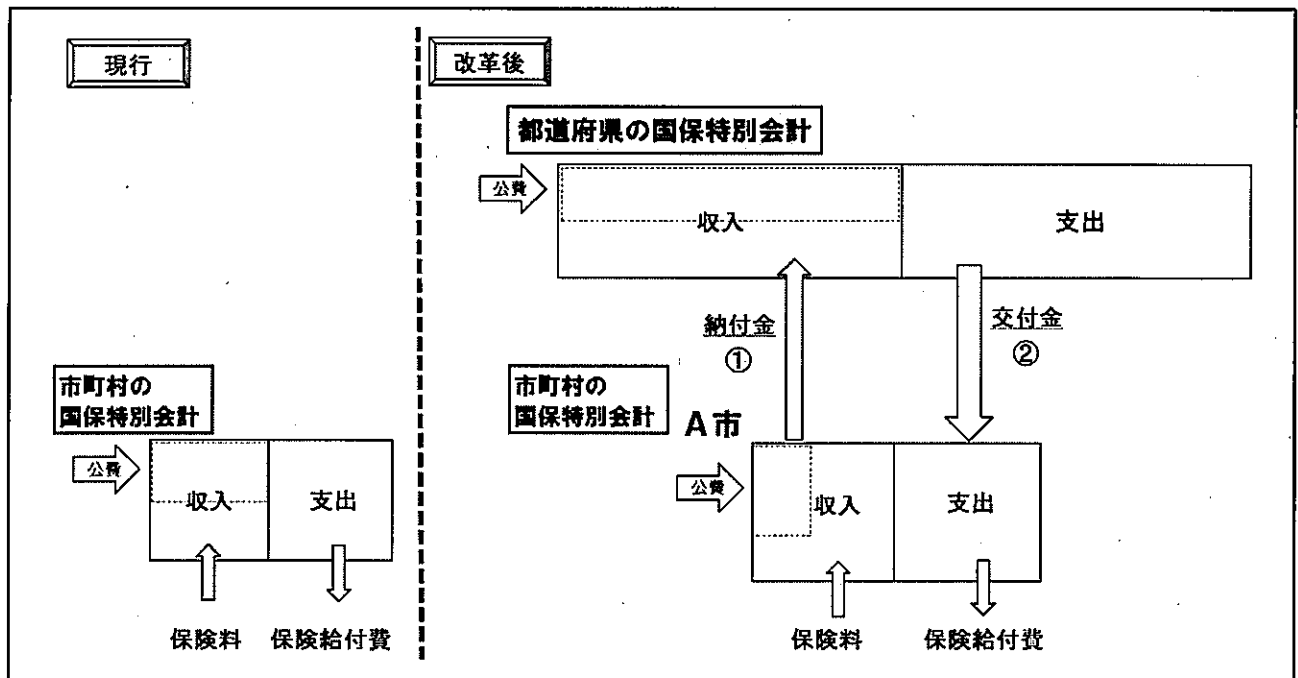 現行
改革後
都道府県の国保特別会計
公費
収入
支出
納付金
①
交付金
②
市町村の
国保特別会計
公費
収入
支出
保険料
保険給付費
市町村の
国保特別会計
A市
公費
収入
支出
保険料
保険給付費